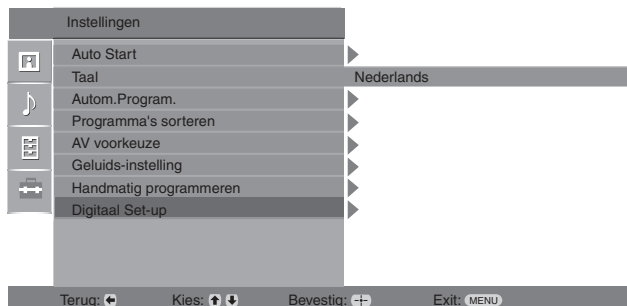 Instellingen
Auto Start
Taal Nederlands
Autom.Program.
Programma's sorteren
AV voorkeuze
Geluids-instelling
Handmatig programmeren
Digitaal Set-up
Terug: Kies: Bevestig: Exit: MENU